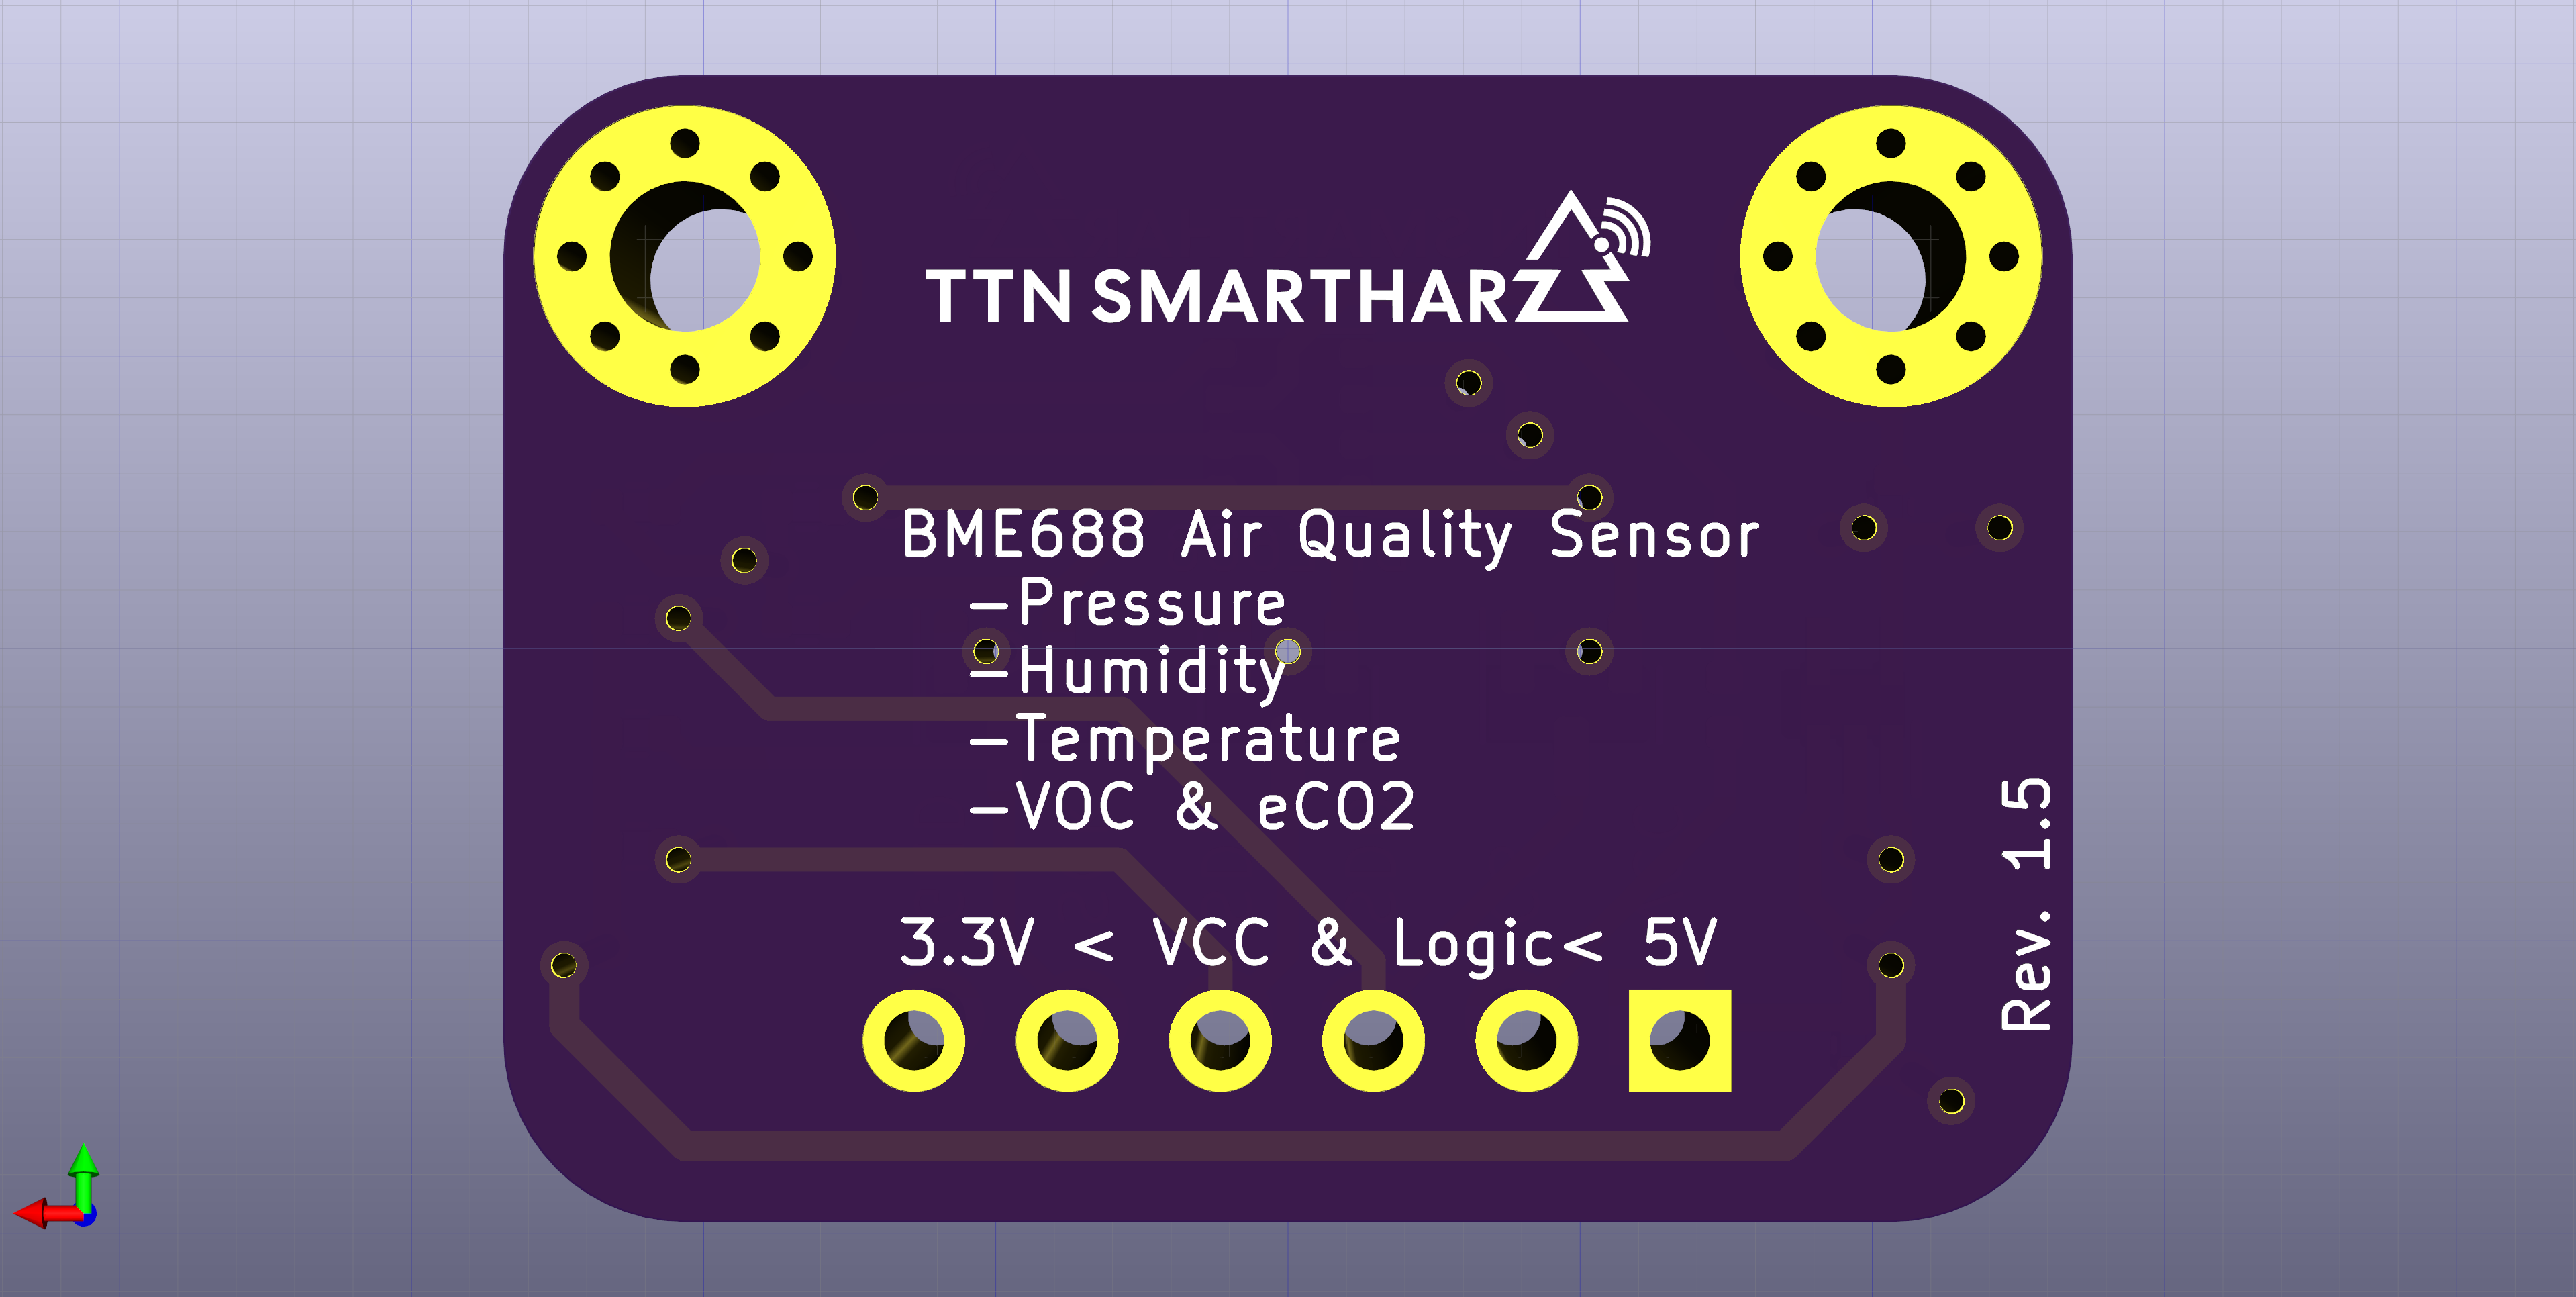 TTN SMARTHARZ
BME688 Air Quality Sensor
-Pressure
-Humidity
-Temperature
-VOC & eCO2
3.3V < VCC & Logic< 5V
Rev. 1.5